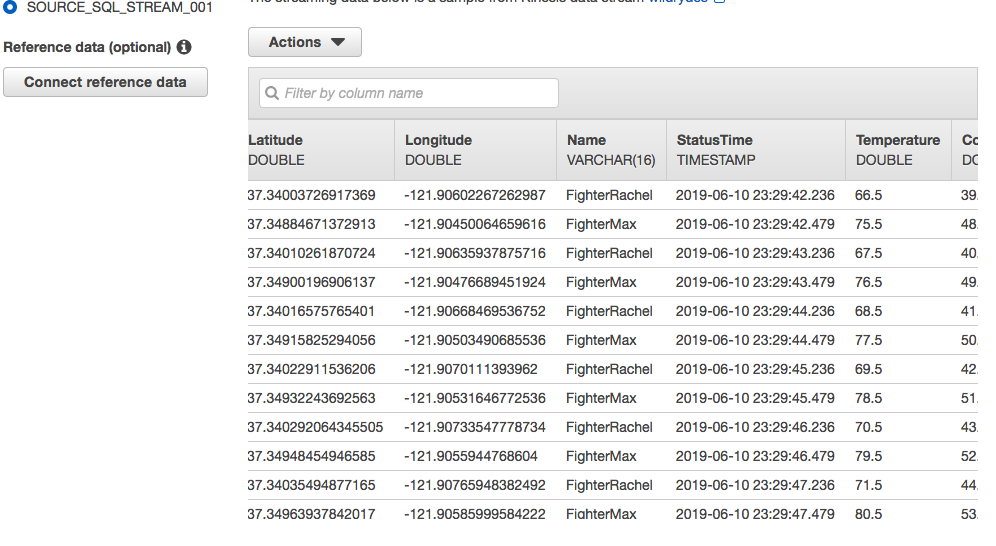 SOURCE_SQL_STREAM_001
The streaming data below is a sample from Kinesis data stream wildrydes
Reference data (optional)
Connect reference data
Actions
Filter by column name
Latitude Longitude Name StatusTime Temperature Co
DOUBLE DOUBLE VARCHAR(16) TIMESTAMP DOUBLE DO
37.34003726917369 -121.90602267262987 FighterRachel 2019-06-10 23:29:42.236 66.5 39.
37.34884671372913 -121.90450064659616 FighterMax 2019-06-10 23:29:42.479 75.5 48.
37.34010261870724 -121.90635937875716 FighterRachel 2019-06-10 23:29:43.236 67.5 40.
37.34900196906137 -121.90476689451924 FighterMax 2019-06-10 23:29:43.479 76.5 49.
37.34016575765401 -121.90668469536752 FighterRachel 2019-06-10 23:29:44.236 68.5 41.
37.34915825294056 -121.90503490685536 FighterMax 2019-06-10 23:29:44.479 77.5 50.
37.34022911536206 -121.9070111393962 FighterRachel 2019-06-10 23:29:45.236 69.5 42.
37.34932243692563 -121.90531646772536 FighterMax 2019-06-10 23:29:45.479 78.5 51.
37.340292064345505 -121.90733547778734 FighterRachel 2019-06-10 23:29:46.236 70.5 43.
37.34948454946585 -121.9055944768604 FighterMax 2019-06-10 23:29:46.479 79.5 52.
37.34035494877165 -121.90765948382492 FighterRachel 2019-06-10 23:29:47.236 71.5 44.
37.34963937842017 -121.90585999584222 FighterMax 2019-06-10 23:29:47.479 80.5 53.